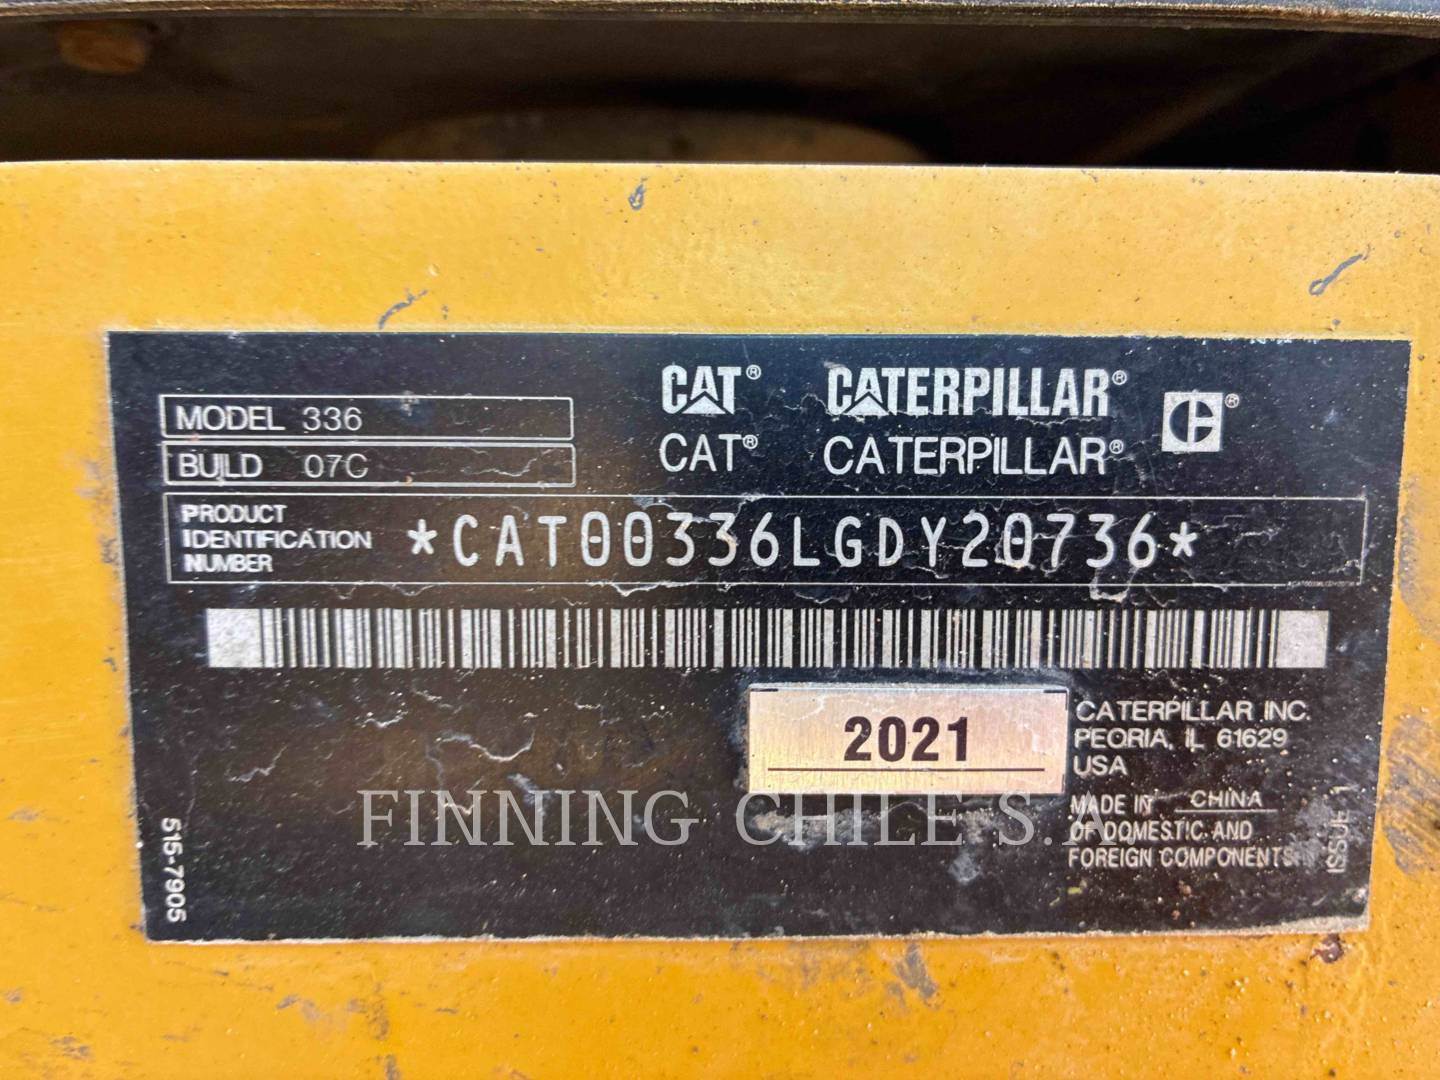 CAT® CATERPILLAR® ®
CAT® CATERPILLAR®
MODEL 336
BUILD 07C
PRODUCT
IDENTIFICATION
NUMBER
*CAT00336LGDY20736*
2021
CATERPILLAR INC.
PEORIA, IL 61629
USA
MADE IN CHINA
OF DOMESTIC AND
FOREIGN COMPONENTS
515-7905
ISSUE 1
FINNING CHILE S.A.